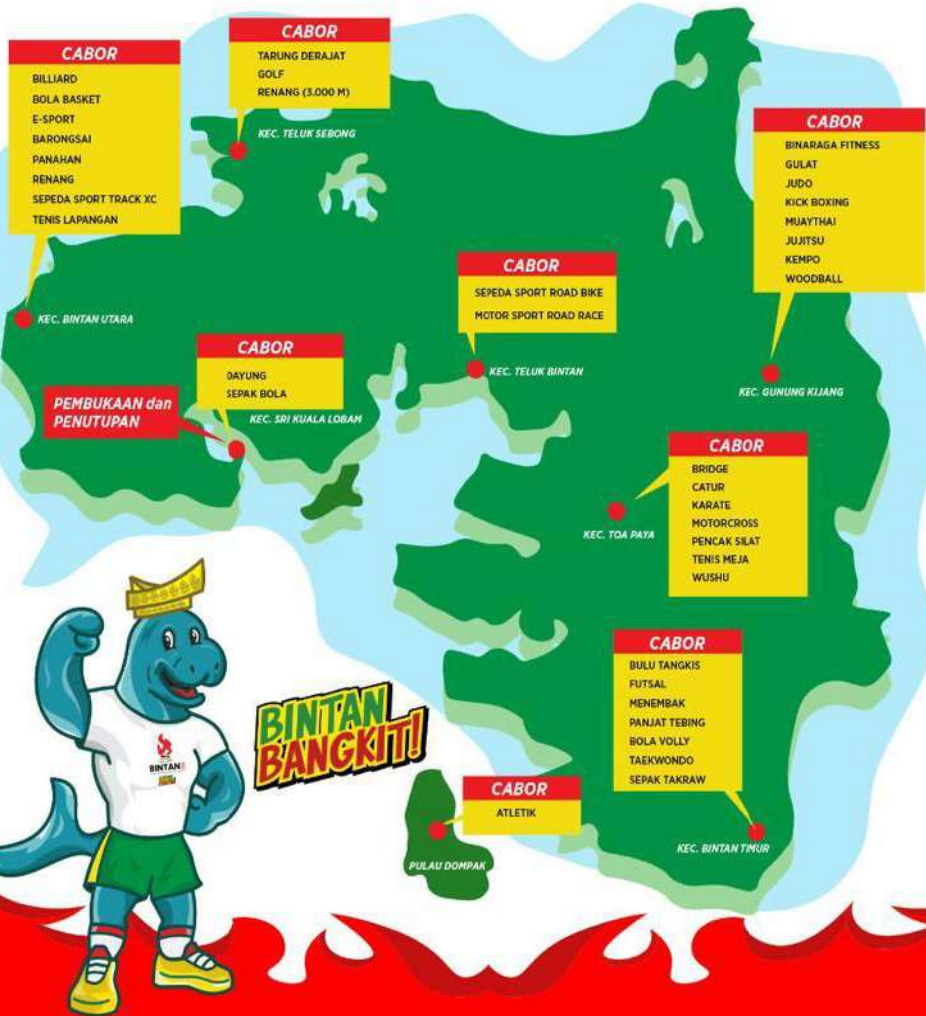 CABOR
BILLIARD
BOLA BASKET
E-SPORT
BARONGSAI
PANAHAN
RENANG
SEPEDA SPORT TRACK XC
TENIS LAPANGAN
KEC. BINTAN UTARA
CABOR
TARUNG DERAJAT
GOLF
RENANG (3.000 M)
KEC. TELUK SEBONG
CABOR
BINARAGA FITNESS
GULAT
JUDO
KICK BOXING
MUAYTHAI
JUJITSU
KEMPO
WOODBALL
KEC. GUNUNG KIJANG
CABOR
SEPEDA SPORT ROAD BIKE
MOTOR SPORT ROAD RACE
KEC. TELUK BINTAN
CABOR
DAYUNG
SEPAK BOLA
KEC. SRI KUALA LOBAM
PEMBUKAAN dan
PENUTUPAN
CABOR
BRIDGE
CATUR
KARATE
MOTORCROSS
PENCAK SILAT
TENIS MEJA
WUSHU
KEC. TOA PAYA
CABOR
BULU TANGKIS
FUTSAL
MENEMBAK
PANJAT TEBING
BOLA VOLLY
TAEKWONDO
SEPAK TAKRAW
KEC. BINTAN TIMUR
CABOR
ATLETIK
PULAU DOMPAK
BINTAN
BANGKIT!
BINTAN